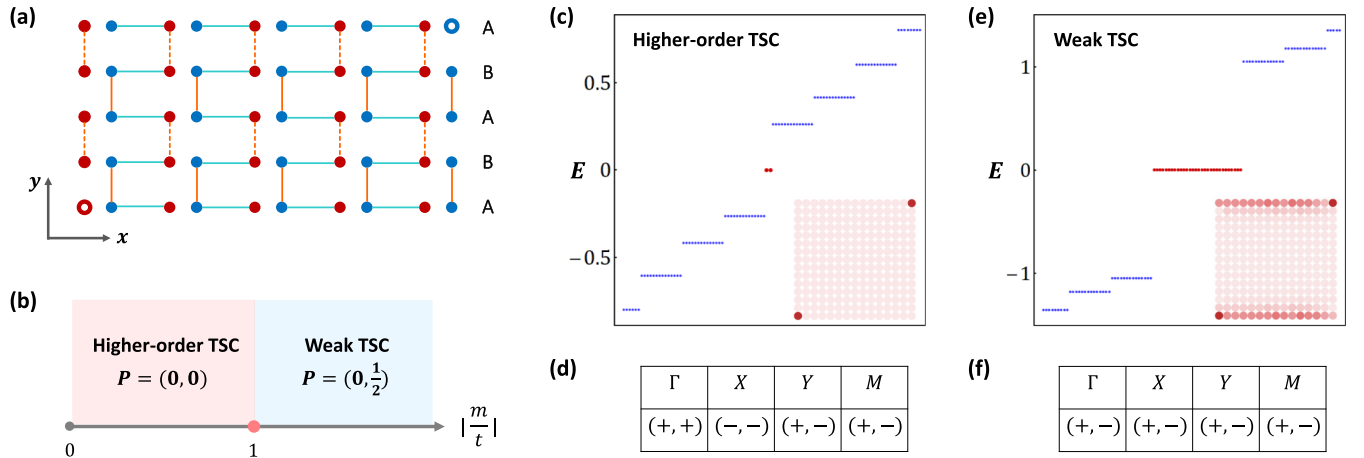 (a)
A
B
A
B
A
y
x
(b)
Higher-order TSC
P = (0, 0)
Weak TSC
P = (0, 1/2)
|m/t|
0
1
(c)
Higher-order TSC
0.5
E
0
−0.5
(d)
Γ X Y M
(+, +) (−, −) (+, −) (+, −)
(e)
Weak TSC
1
E
0
−1
(f)
Γ X Y M
(+, −) (+, −) (+, −) (+, −)